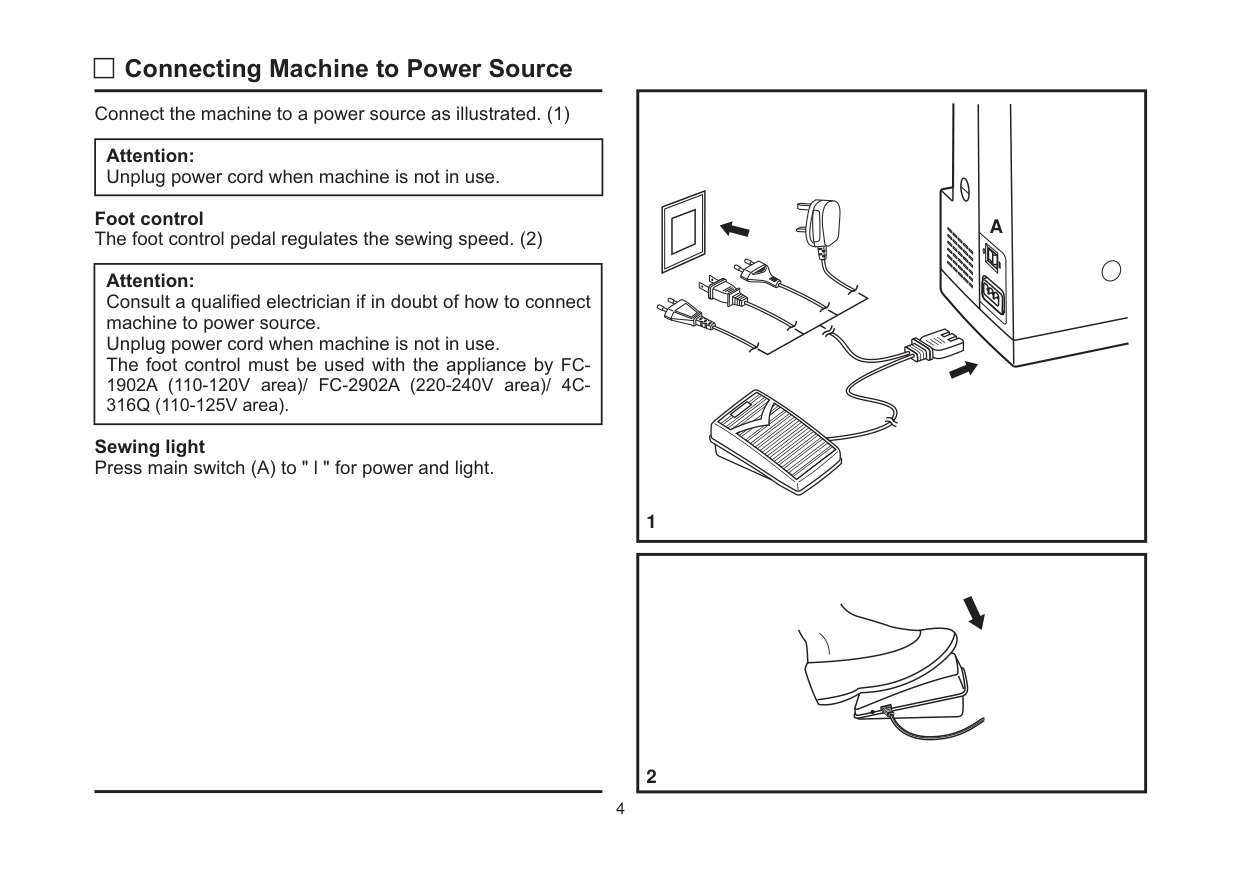 Connecting Machine to Power Source
Connect the machine to a power source as illustrated. (1)
Attention:
Unplug power cord when machine is not in use.
Foot control
The foot control pedal regulates the sewing speed. (2)
Attention:
Consult a qualified electrician if in doubt of how to connect
machine to power source.
Unplug power cord when machine is not in use.
The foot control must be used with the appliance by FC-
1902A (110-120V area)/ FC-2902A (220-240V area)/ 4C-
316Q (110-125V area).
Sewing light
Press main switch (A) to " l " for power and light.
A
1
2
4